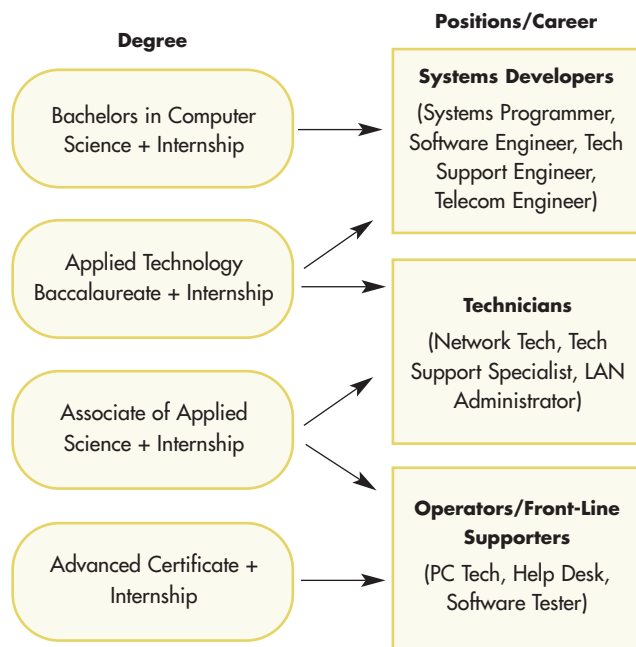 Degree
Bachelors in Computer
Science + Internship
Applied Technology
Baccalaureate + Internship
Associate of Applied
Science + Internship
Advanced Certificate +
Internship
Positions/Career
Systems Developers
(Systems Programmer,
Software Engineer, Tech
Support Engineer,
Telecom Engineer)
Technicians
(Network Tech, Tech
Support Specialist, LAN
Administrator)
Operators/Front-Line
Supporters
(PC Tech, Help Desk,
Software Tester)